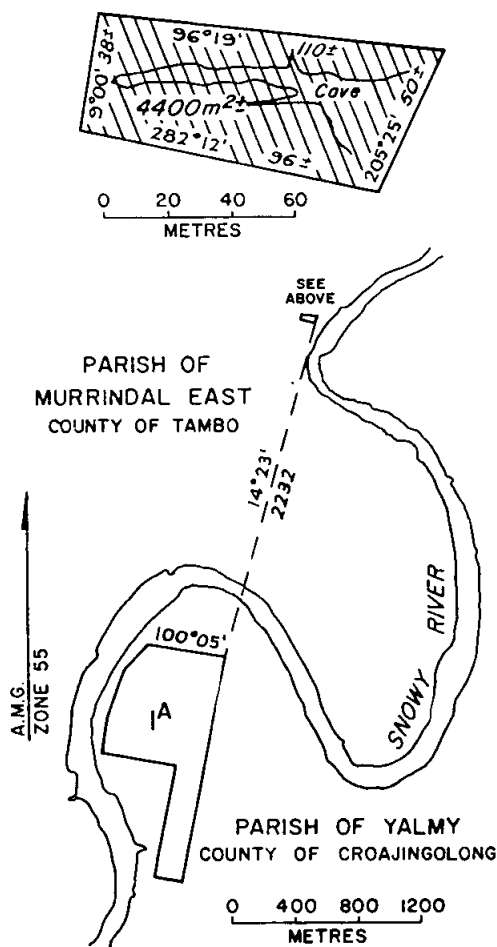 96°19'
110±
9°00' 38±
Cave
4400m²±
50±
205°25'
282°12'
96±
0 20 40 60
METRES
SEE
ABOVE
PARISH OF
MURRINDAL EAST
COUNTY OF TAMBO
14°23'
2232
A.M.G.
ZONE 55
100°05'
1A
SNOWY RIVER
PARISH OF YALMY
COUNTY OF CROAJINGOLONG
0 400 800 1200
METRES